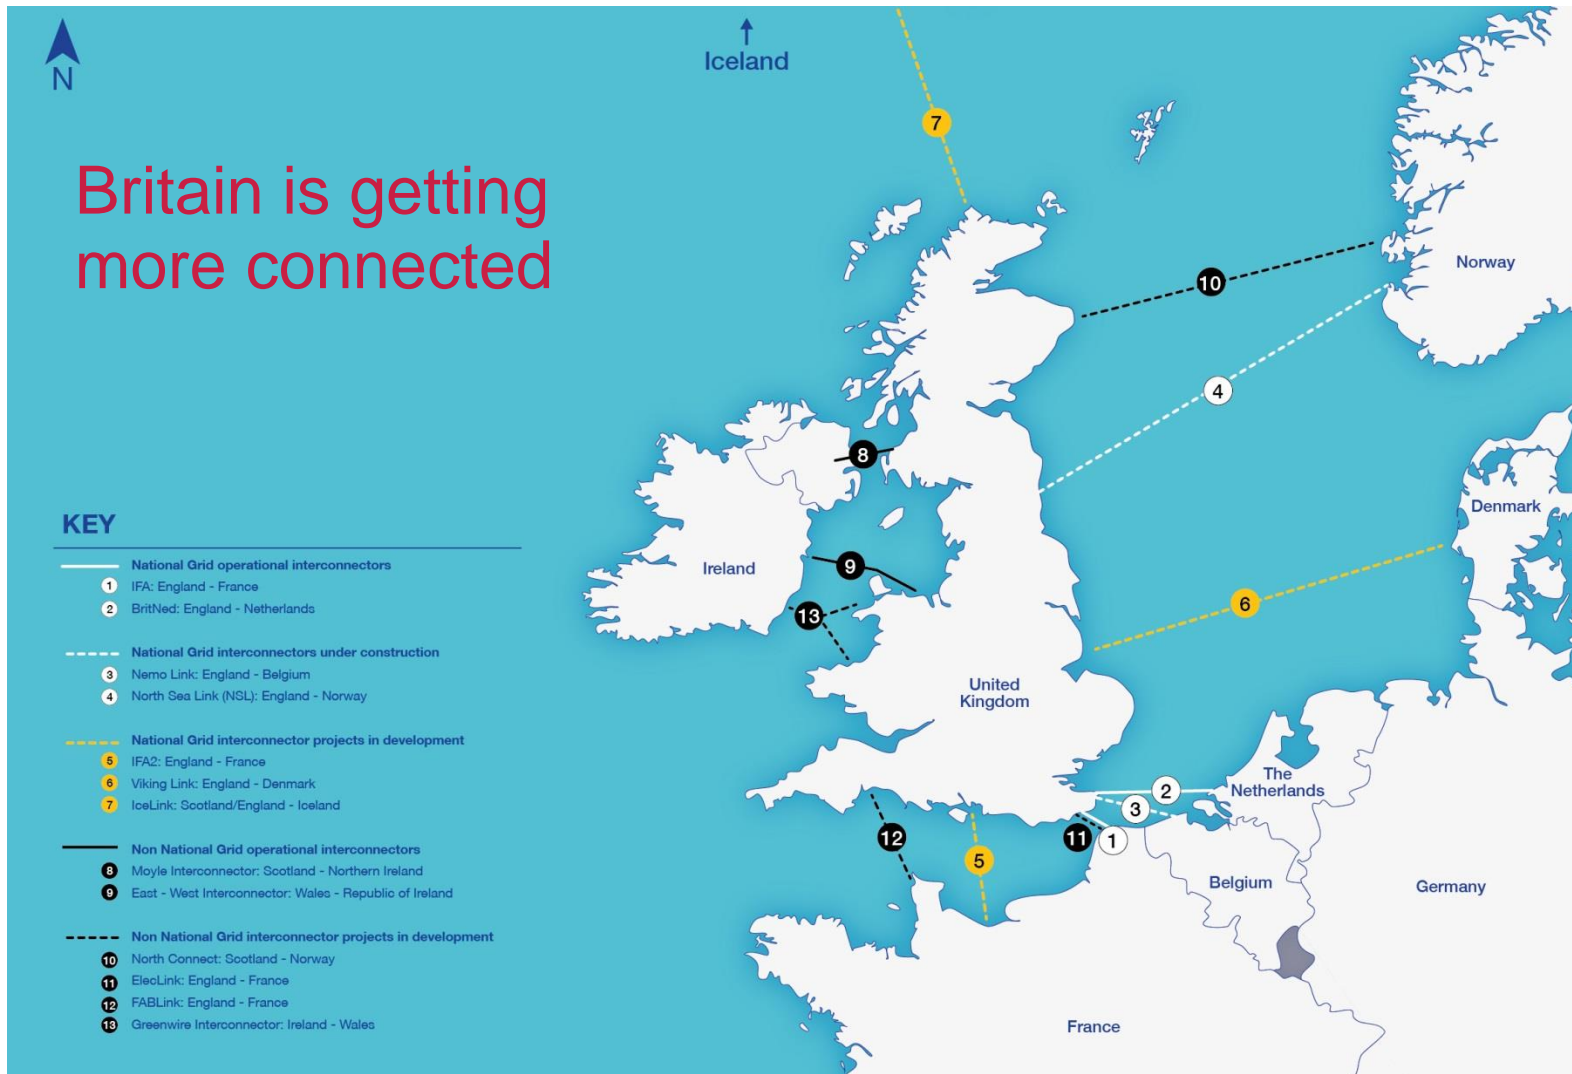 N
Britain is getting
more connected
Iceland
7
Norway
10
4
8
Denmark
9
Ireland
13
6
United
Kingdom
The
Netherlands
2
3
12
11
1
5
Belgium
Germany
France
KEY
National Grid operational interconnectors
1 IFA: England - France
2 BritNed: England - Netherlands
National Grid interconnectors under construction
3 Nemo Link: England - Belgium
4 North Sea Link (NSL): England - Norway
National Grid interconnector projects in development
5 IFA2: England - France
6 Viking Link: England - Denmark
7 IceLink: Scotland/England - Iceland
Non National Grid operational interconnectors
8 Moyle Interconnector: Scotland - Northern Ireland
9 East - West Interconnector: Wales - Republic of Ireland
Non National Grid interconnector projects in development
10 North Connect: Scotland - Norway
11 ElecLink: England - France
12 FABLink: England - France
13 Greenwire Interconnector: Ireland - Wales